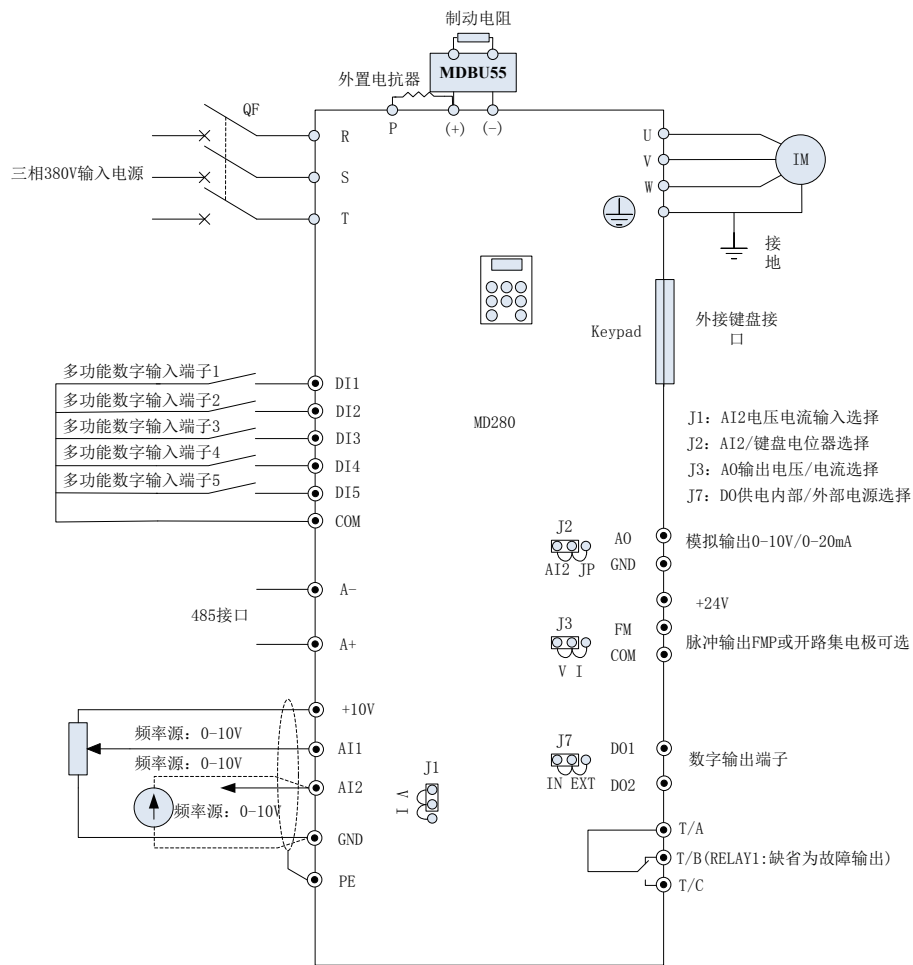 制动电阻
MDBU55
外置电抗器
P
(+)
(-)
QF
R
S
T
三相380V输入电源
U
V
W
IM
接
地
Keypad
外接键盘接
口
多功能数字输入端子1
DI1
多功能数字输入端子2
DI2
多功能数字输入端子3
DI3
多功能数字输入端子4
DI4
多功能数字输入端子5
DI5
COM
MD280
J1: AI2电压电流输入选择
J2: AI2/键盘电位器选择
J3: AO输出电压/电流选择
J7: DO供电内部/外部电源选择
J2
AI2 JP
AO
GND
模拟输出0-10V/0-20mA
+24V
A-
485接口
A+
J3
V I
FM
COM
脉冲输出FMP或开路集电极可选
+10V
频率源: 0-10V
AI1
频率源: 0-10V
AI2
频率源: 0-10V
GND
PE
J1
V I
J7
IN EXT
DO1
DO2
数字输出端子
T/A
T/B(RELAY1:缺省为故障输出)
T/C